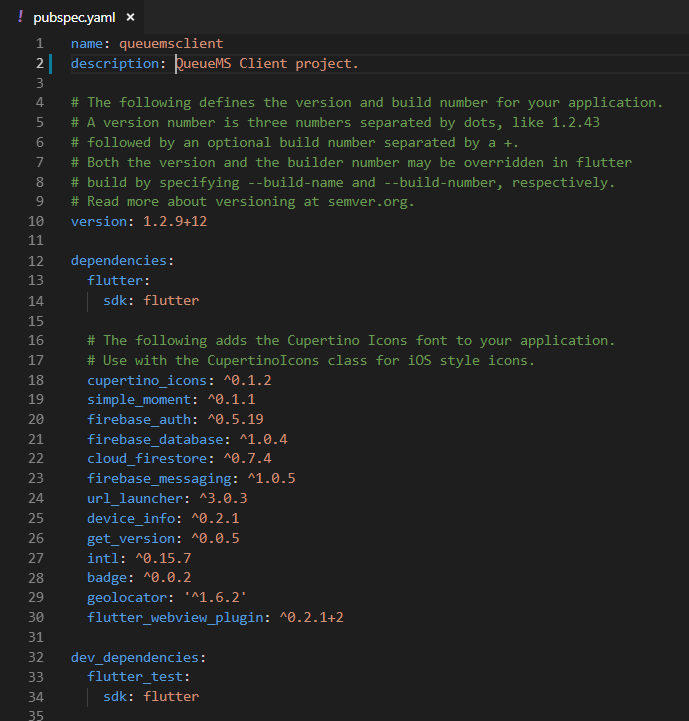 ! pubspec.yaml ×
1 name: queuemsclient
2 description: QueueMS Client project.
3
4 # The following defines the version and build number for your application.
5 # A version number is three numbers separated by dots, like 1.2.43
6 # followed by an optional build number separated by a +.
7 # Both the version and the builder number may be overridden in flutter
8 # build by specifying --build-name and --build-number, respectively.
9 # Read more about versioning at semver.org.
10 version: 1.2.9+12
11
12 dependencies:
13   flutter:
14     sdk: flutter
15
16   # The following adds the Cupertino Icons font to your application.
17   # Use with the CupertinoIcons class for iOS style icons.
18   cupertino_icons: ^0.1.2
19   simple_moment: ^0.1.1
20   firebase_auth: ^0.5.19
21   firebase_database: ^1.0.4
22   cloud_firestore: ^0.7.4
23   firebase_messaging: ^1.0.5
24   url_launcher: ^3.0.3
25   device_info: ^0.2.1
26   get_version: ^0.0.5
27   intl: ^0.15.7
28   badge: ^0.0.2
29   geolocator: '^1.6.2'
30   flutter_webview_plugin: ^0.2.1+2
31
32 dev_dependencies:
33   flutter_test:
34     sdk: flutter
35